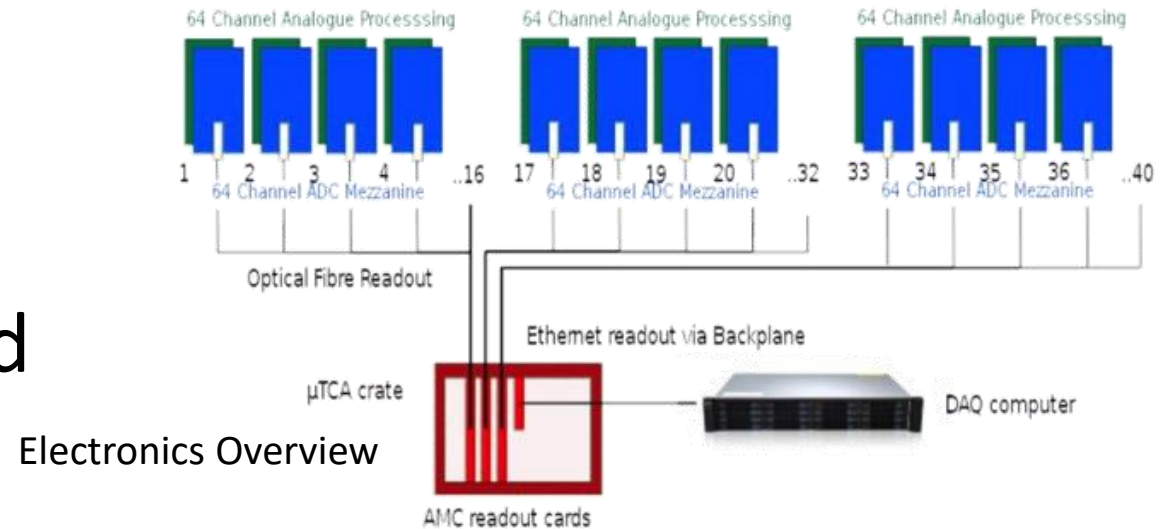 64 Channel Analogue Processsing
64 Channel Analogue Processsing
64 Channel Analogue Processsing
1 2 3 4 ..16
17 18 19 20 ..32
33 34 35 36 ..40
64 Channel ADC Mezzanine
64 Channel ADC Mezzanine
64 Channel ADC Mezzanine
Optical Fibre Readout
d
Ethernet readout via Backplane
µTCA crate
DAQ computer
Electronics Overview
AMC readout cards